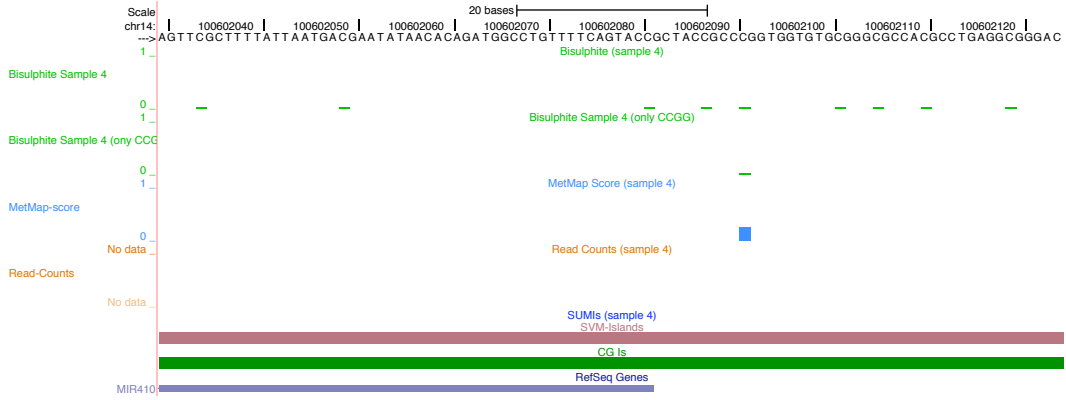 Scale 20 bases
chr14: 100602040 100602050 100602060 100602070 100602080 100602090 100602100 100602110 100602120
---> AGTTCGCTTTTATTAATGACGAATATAACACAGATGGCCTGTTTTCAGTACCGCTACCGCCCGGTGGTGTGCGGGCGCCACGCCTGAGGCGGGAC
Bisulphite (sample 4)
1
Bisulphite Sample 4
0
Bisulphite Sample 4 (only CCGG)
1
Bisulphite Sample 4 (ony CCG
0
MetMap Score (sample 4)
1
MetMap-score
0
Read Counts (sample 4)
No data
Read-Counts
No data
SUMIs (sample 4)
SVM-Islands
CG Is
RefSeq Genes
MIR410